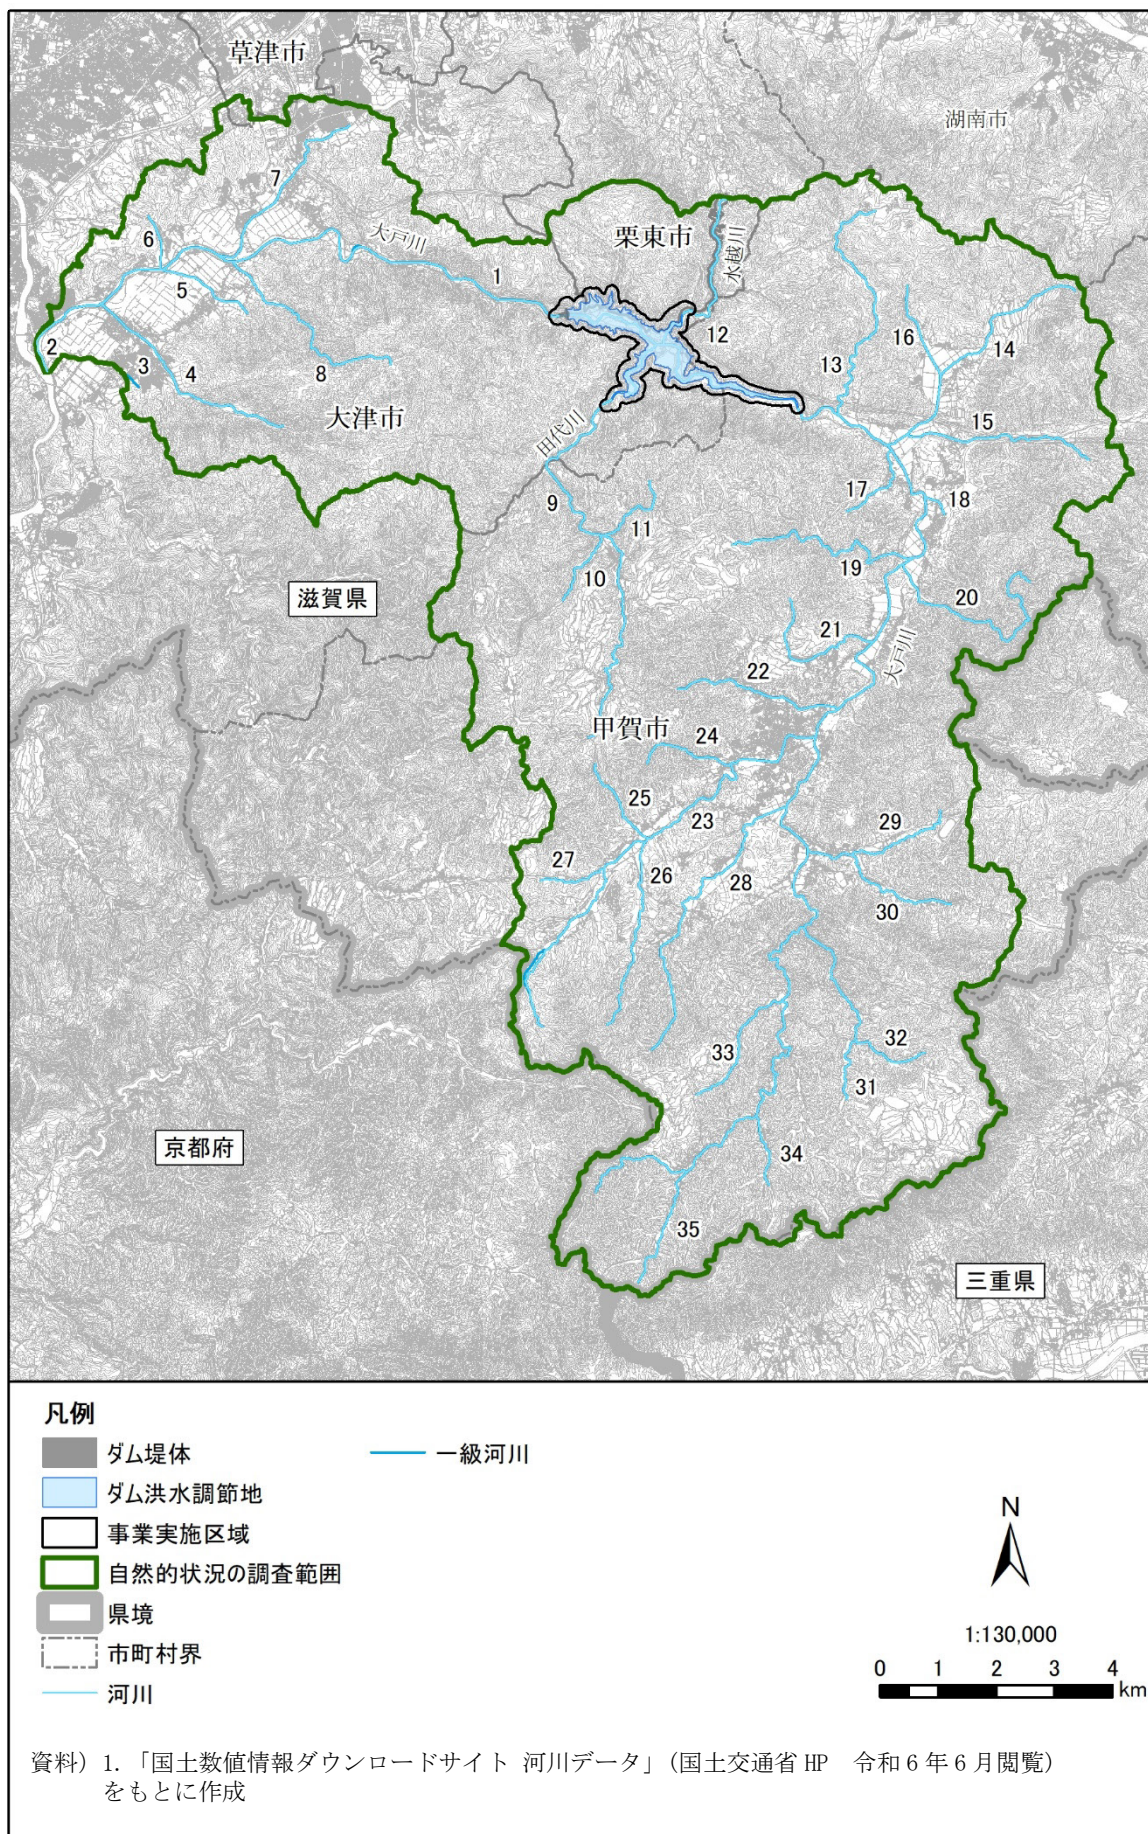 草津市
湖南市
7
栗東市
水越川
大戸川
6
1
5
16
14
12
13
2
3
4
8
大津市
15
田代川
9
11
17
18
10
19
20
滋賀県
21
大戸川
22
甲賀市
24
25
23
29
27
26
28
30
33
32
31
京都府
34
35
三重県
凡例
ダム堤体
一級河川
ダム洪水調節地
事業実施区域
自然的状況の調査範囲
県境
市町村界
河川
N
1:130,000
0 1 2 3 4
km
資料) 1.「国土数値情報ダウンロードサイト 河川データ」(国土交通省 HP 令和 6 年 6 月閲覧)
をもとに作成